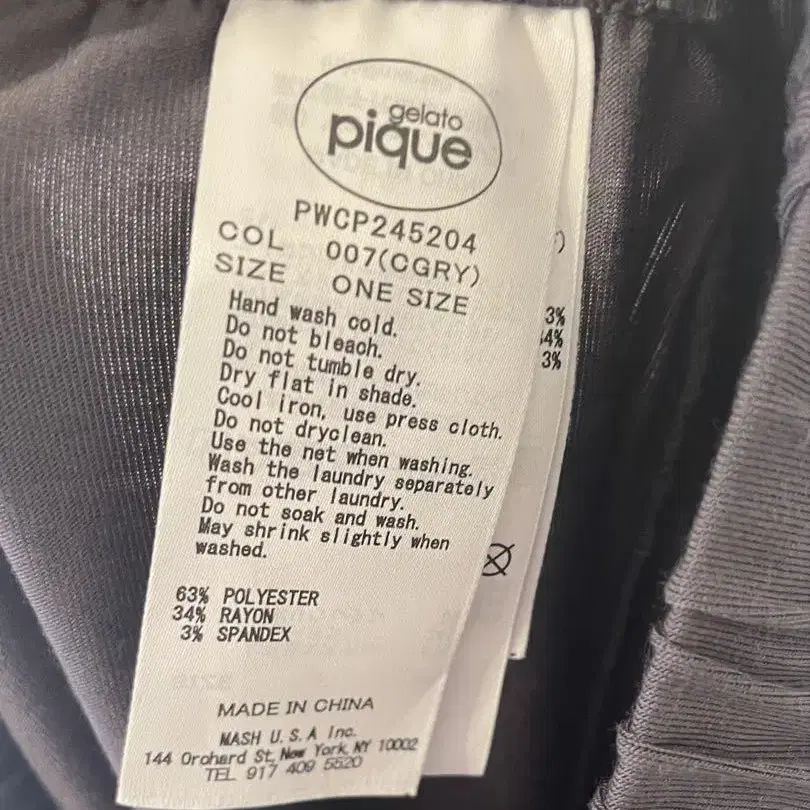 gelato
pique
PWCP245204
COL 007(CGRY)
SIZE ONE SIZE
Hand wash cold.
Do not bleach.
Do not tumble dry.
Dry flat in shade.
Cool iron, use press cloth.
Do not dryclean.
Use the net when washing.
Wash the laundry separately
from other laundry.
Do not soak and wash.
May shrink slightly when
washed.
63% POLYESTER
34% RAYON
3% SPANDEX
MADE IN CHINA
MASH U.S.A Inc.
144 Orchard St, New York, NY 10002
TEL 917 409 5520
)
3%
4%
3%